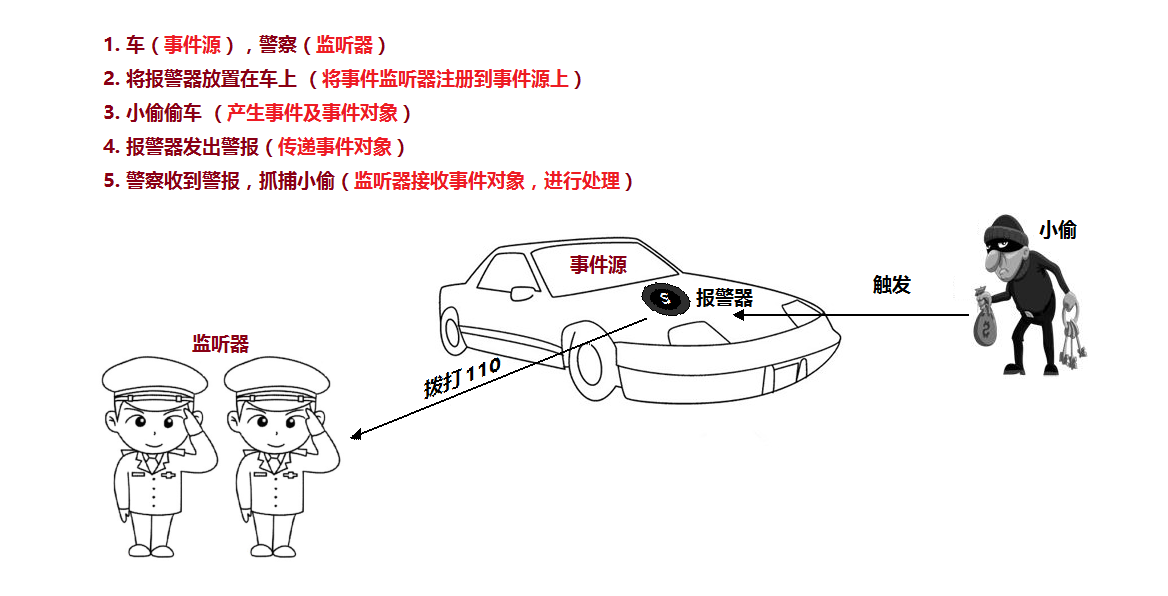 1. 车（事件源），警察（监听器）
2. 将报警器放置在车上 （将事件监听器注册到事件源上）
3. 小偷偷车 （产生事件及事件对象）
4. 报警器发出警报（传递事件对象）
5. 警察收到警报，抓捕小偷（监听器接收事件对象，进行处理）
小偷
事件源
触发
S
报警器
监听器
拨打110